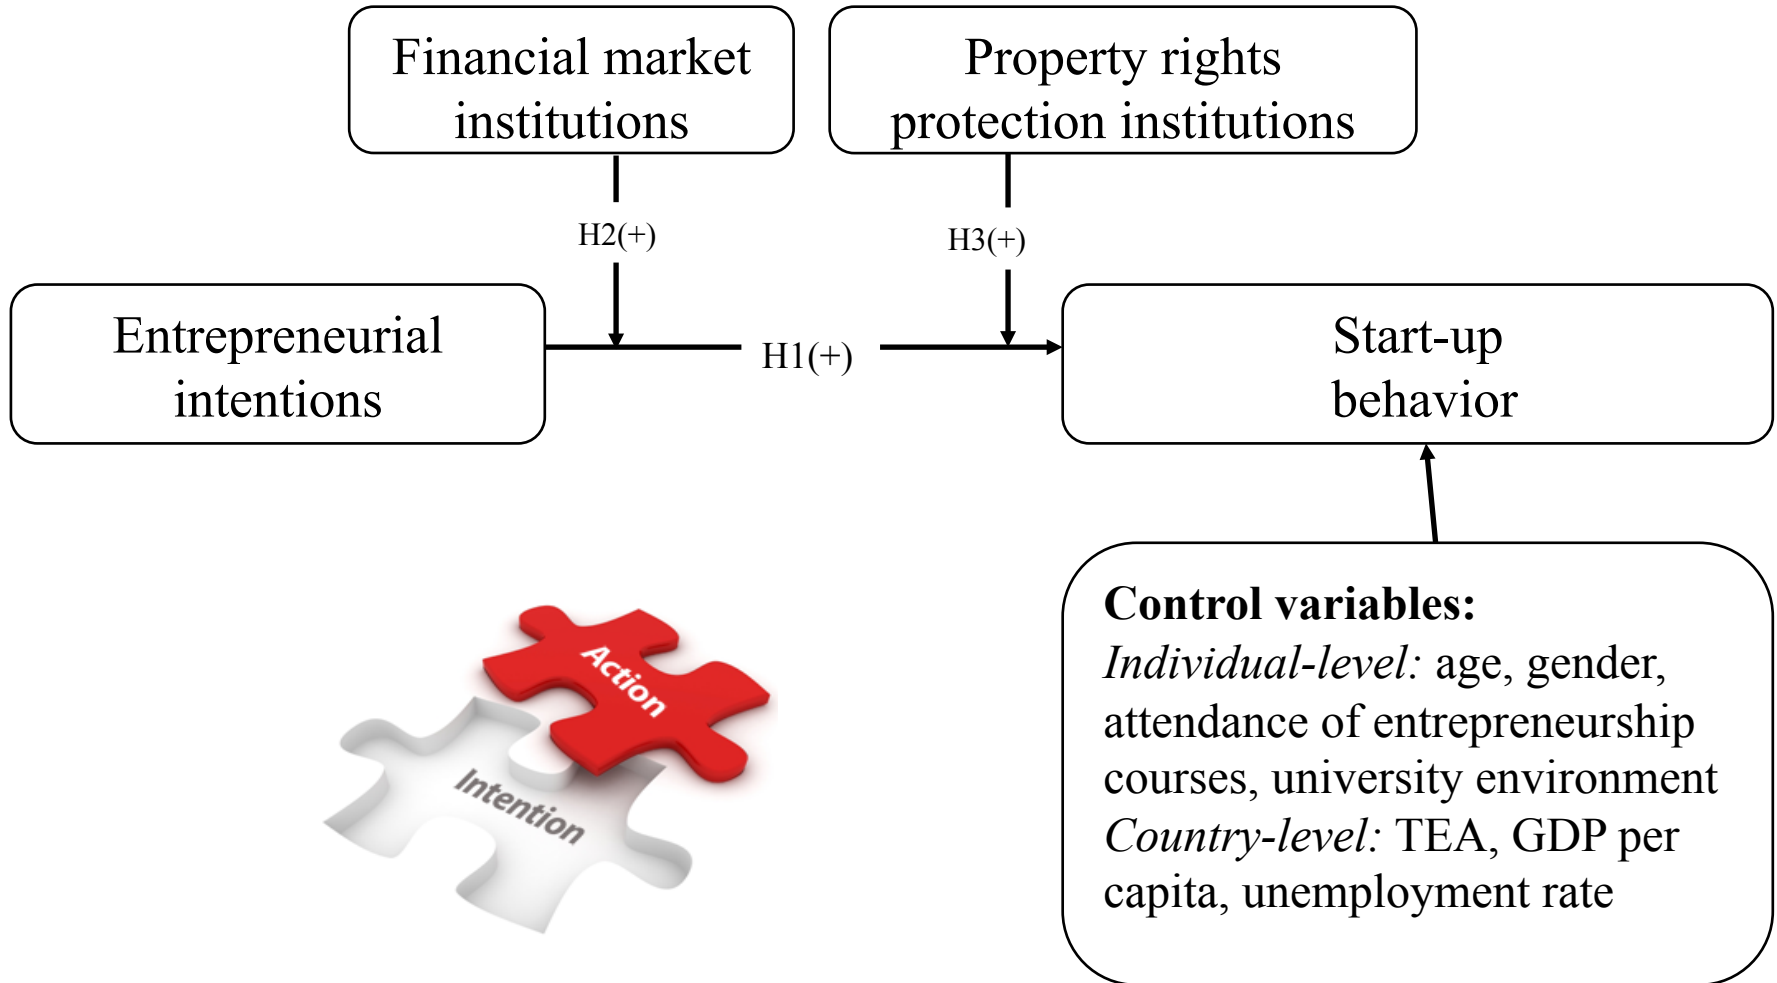 Financial market
institutions
Property rights
protection institutions
H2(+)
H3(+)
Entrepreneurial
intentions
H1(+)
Start-up
behavior
Action
Intention
Control variables:
Individual-level: age, gender,
attendance of entrepreneurship
courses, university environment
Country-level: TEA, GDP per
capita, unemployment rate